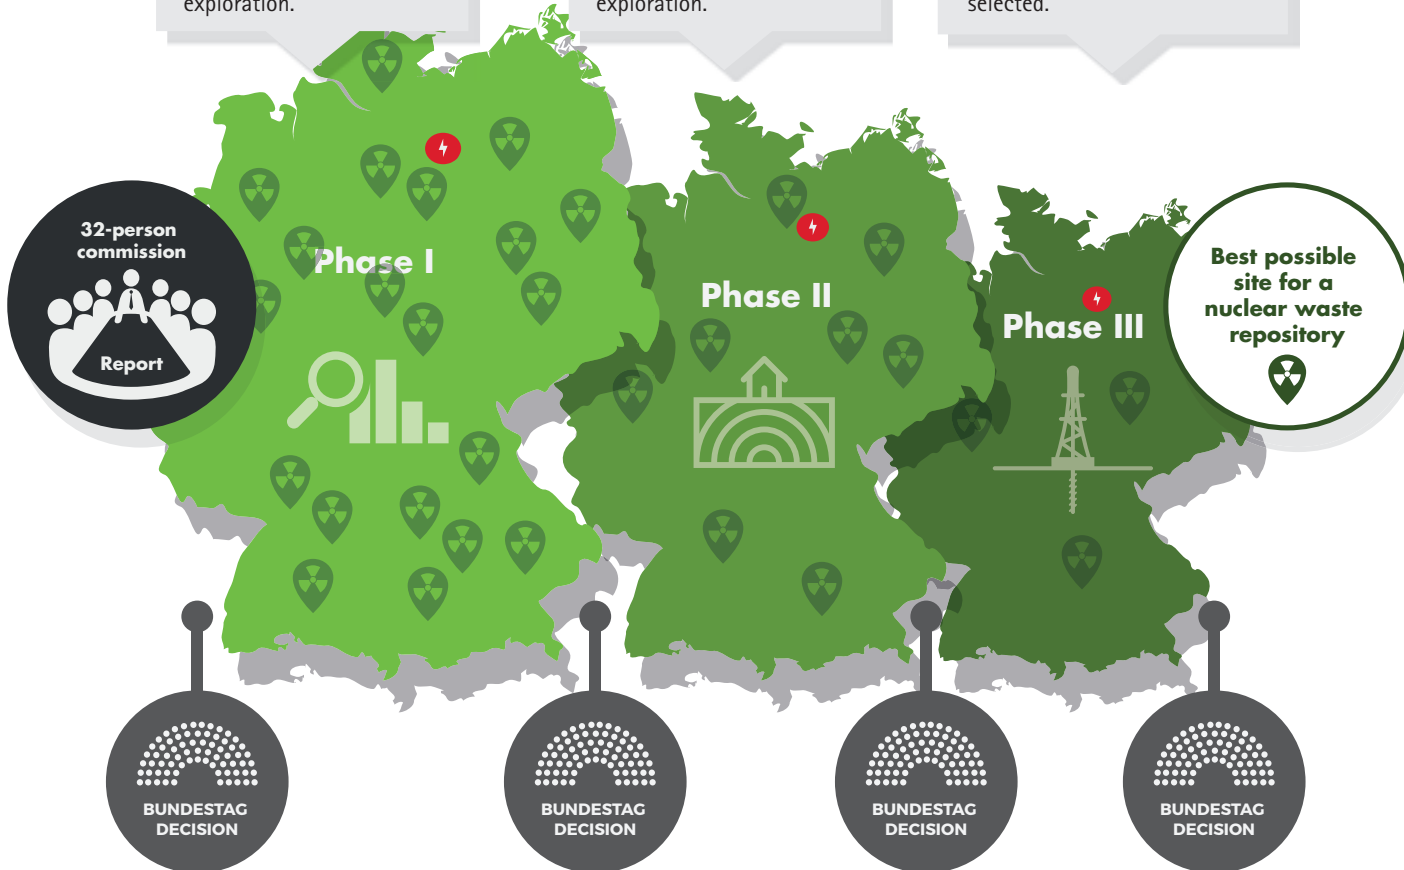 exploration.
exploration.
selected.
32-person
commission
Report
Phase I
Phase II
Phase III
Best possible
site for a
nuclear waste
repository
BUNDESTAG
DECISION
BUNDESTAG
DECISION
BUNDESTAG
DECISION
BUNDESTAG
DECISION